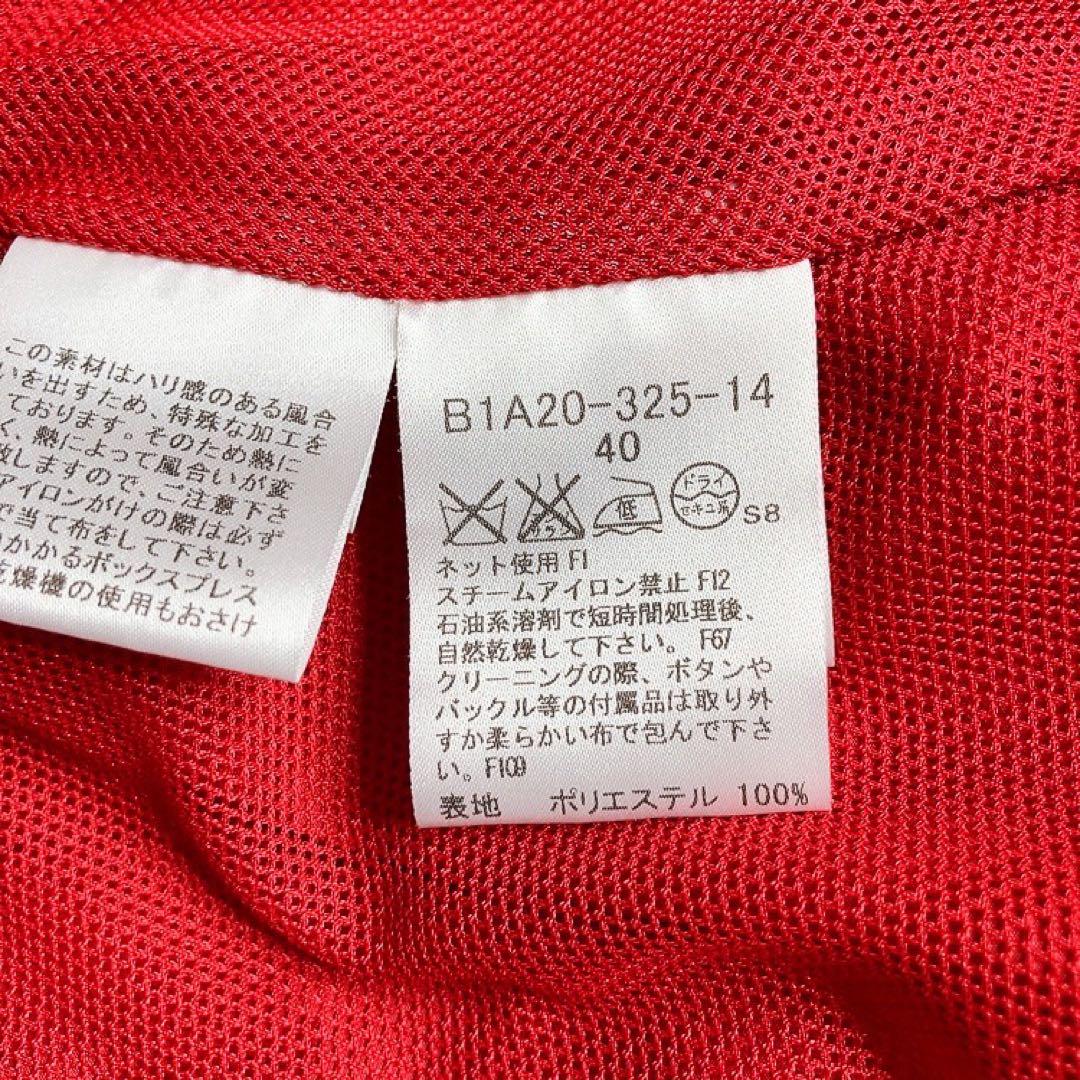 この素材はハリ感のある風合
いを出すため、特殊な加工を
ております。そのため熱に
く、熱によって風合いが変
致しますので、ご注意下さ
アイロンがけの際は必ず
で当て布をして下さい。
かかるボックスプレス
乾燥機の使用もおさけ
B1A20-325-14
40
低
ドライ
セキユ系
S8
ネット使用 F1
スチームアイロン禁止 F12
石油系溶剤で短時間処理後、
自然乾燥して下さい。 F67
クリーニングの際、ボタンや
バックル等の付属品は取り外
すか柔らかい布で包んで下さ
い。F109
表地 ポリエステル 100%